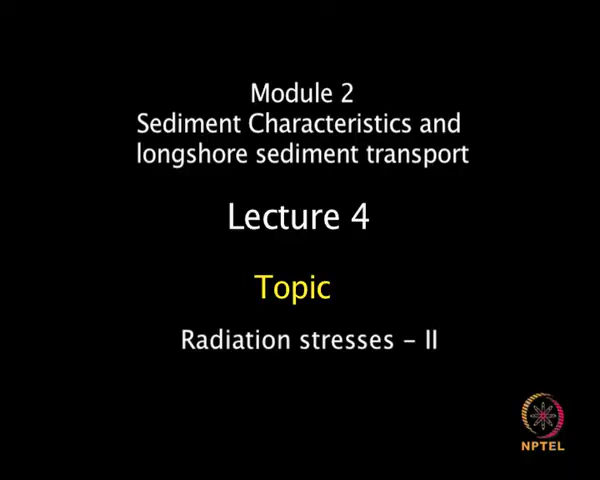 Module 2
Sediment Characteristics and
longshore sediment transport
Lecture 4
Topic
Radiation stresses - II
NPTEL